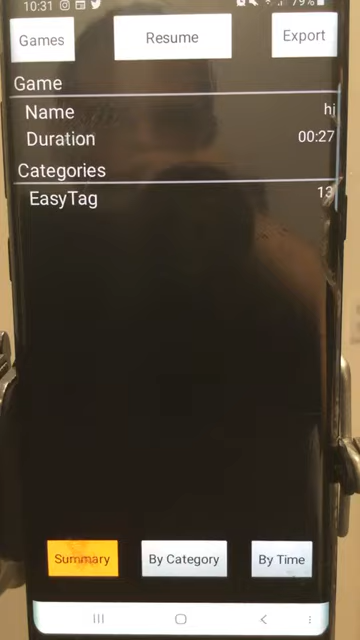 10:31 79%
Games Resume Export
Game
Name hi
Duration 00:27
Categories
EasyTag 13
Summary By Category By Time